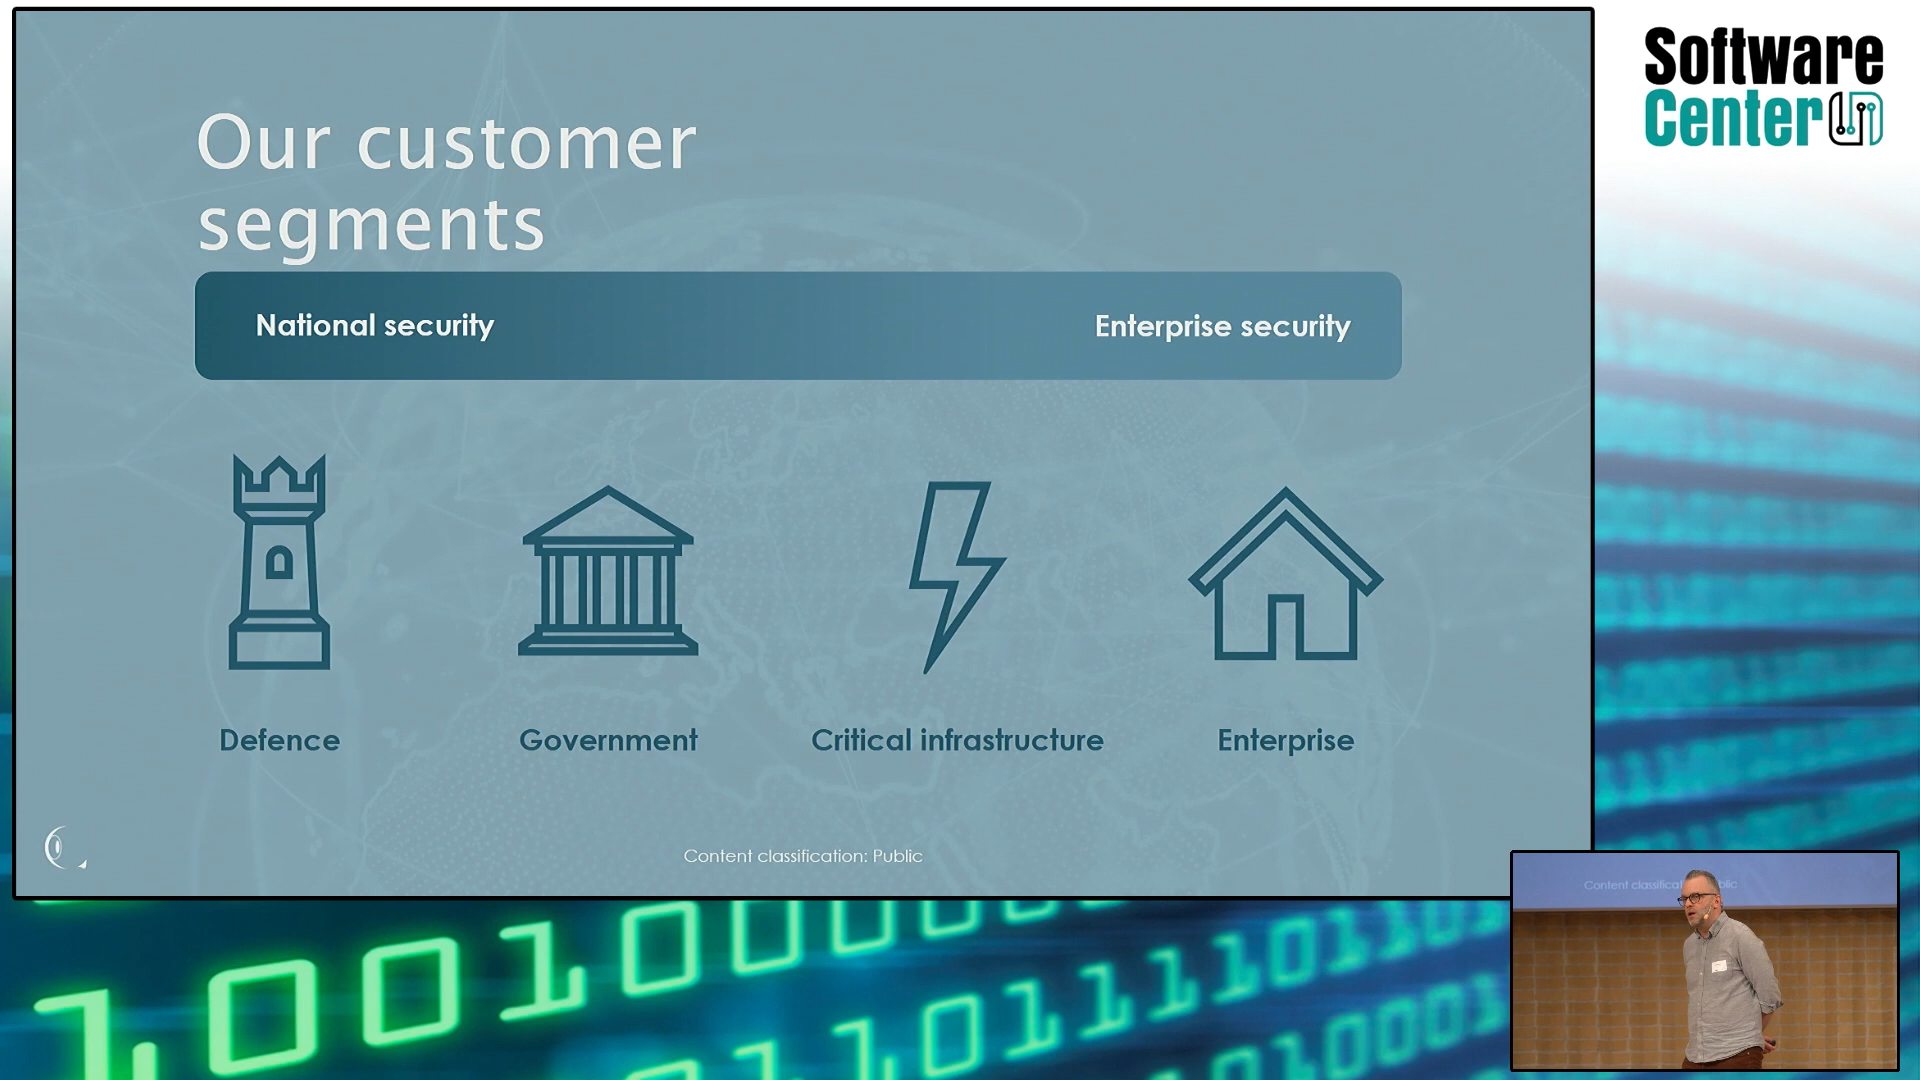 Our customer
segments
National security
Enterprise security
Defence
Government
Critical infrastructure
Enterprise
Content classification: Public
Software
Center